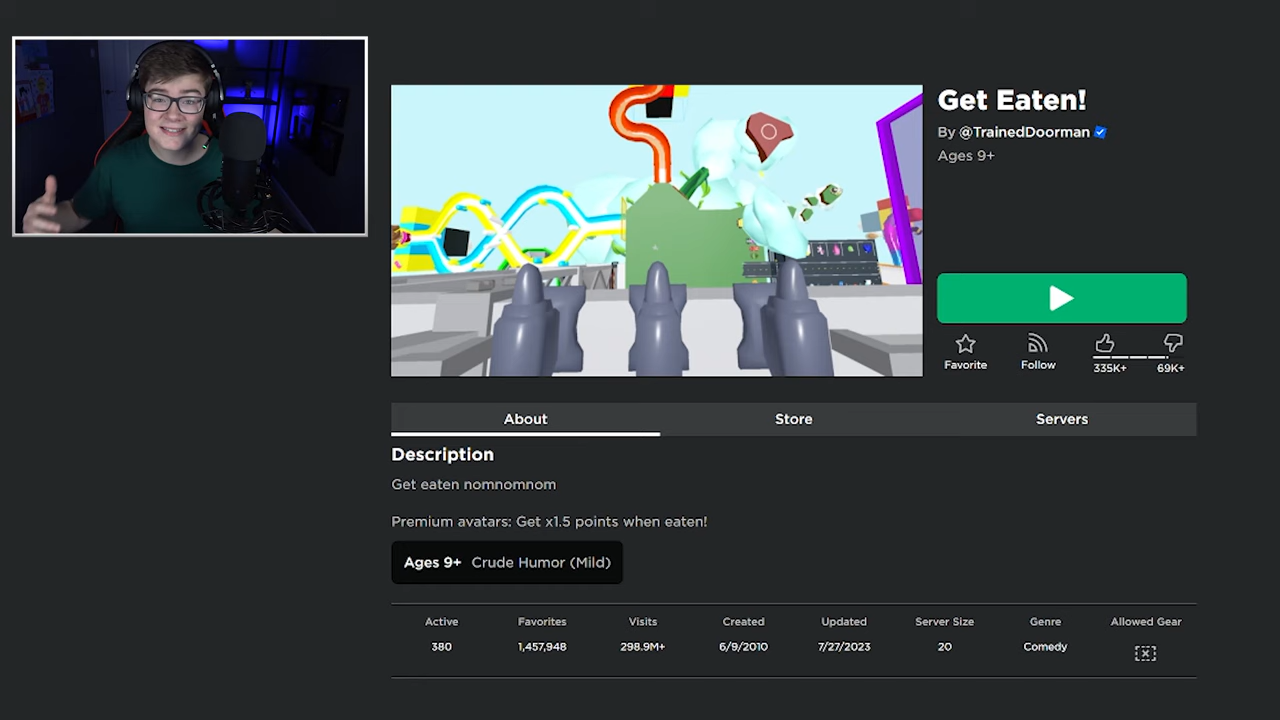 Get Eaten!
By @TrainedDoorman
Ages 9+
Favorite
Follow
335K+
69K+
About
Store
Servers
Description
Get eaten nomnomnom
Premium avatars: Get x1.5 points when eaten!
Ages 9+ Crude Humor (Mild)
Active Favorites Visits Created Updated Server Size Genre Allowed Gear
380 1,457,948 298.9M+ 6/9/2010 7/27/2023 20 Comedy